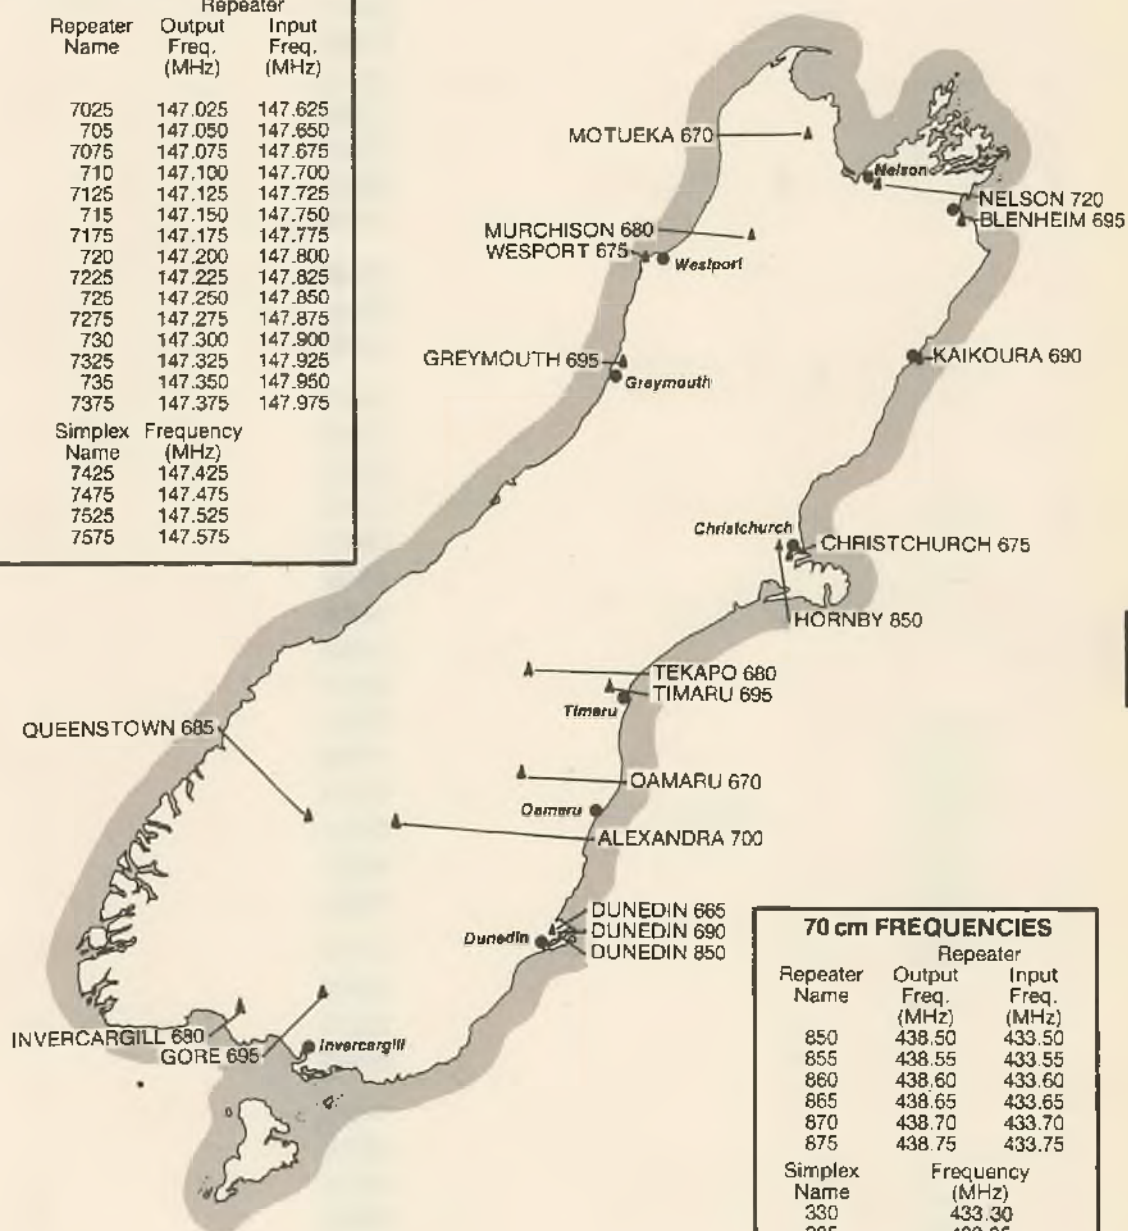 Repeater
Repeater Output Input
Name Freq. Freq.
(MHz) (MHz)
7025 147.025 147.625
705 147.050 147.650
7075 147.075 147.675
710 147.100 147.700
7125 147.125 147.725
715 147.150 147.750
7175 147.175 147.775
720 147.200 147.800
7225 147.225 147.825
725 147.250 147.850
7275 147.275 147.875
730 147.300 147.900
7325 147.325 147.925
735 147.350 147.950
7375 147.375 147.975
Simplex Frequency
Name (MHz)
7425 147.425
7475 147.475
7525 147.525
7575 147.575
MOTUEKA 670
Nelson
NELSON 720
BLENHEIM 695
MURCHISON 680
WESPORT 675
Westport
GREYMOUTH 695
Greymouth
KAIKOURA 690
Christchurch
CHRISTCHURCH 675
HORNBY 850
TEKAPO 680
TIMARU 695
Timaru
QUEENSTOWN 685
OAMARU 670
Oamaru
ALEXANDRA 700
DUNEDIN 665
DUNEDIN 690
DUNEDIN 850
Dunedin
INVERCARGILL 680
GORE 695
Invercargill
70 cm FREQUENCIES
Repeater
Repeater Output Input
Name Freq. Freq.
(MHz) (MHz)
850 438.50 433.50
855 438.55 433.55
860 438.60 433.60
865 438.65 433.65
870 438.70 433.70
875 438.75 433.75
Simplex Frequency
Name (MHz)
330 433.30